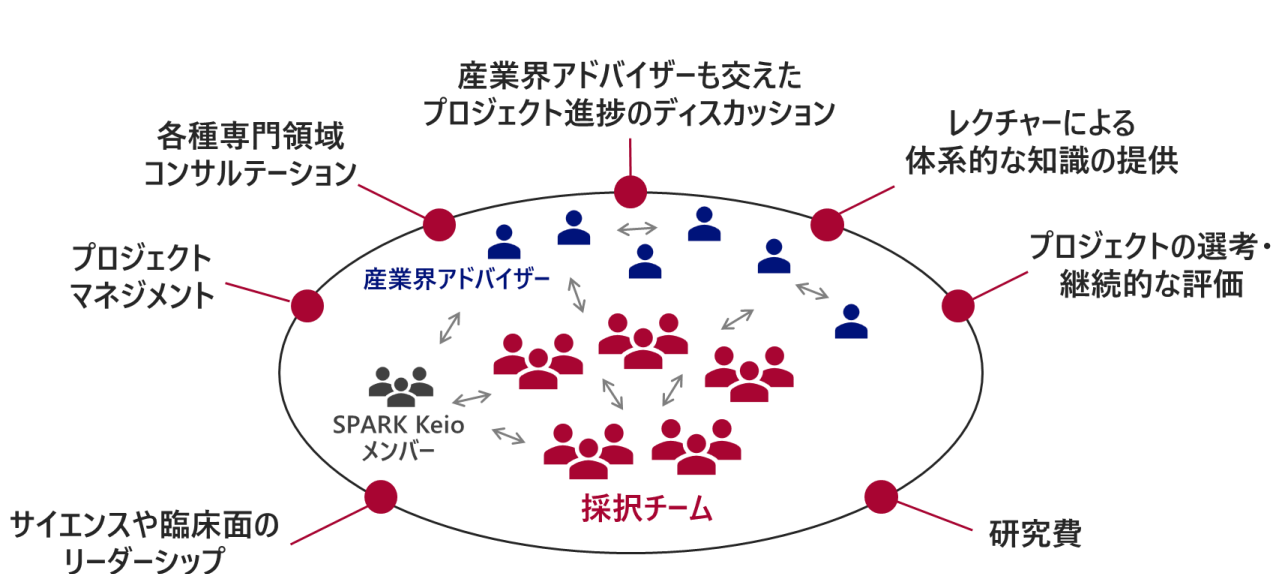 産業界アドバイザーも交えた
プロジェクト進捗のディスカッション
各種専門領域
コンサルテーション
レクチャーによる
体系的な知識の提供
プロジェクト
マネジメント
プロジェクトの選考・
継続的な評価
産業界アドバイザー
SPARK Keio
メンバー
採択チーム
サイエンスや臨床面の
リーダーシップ
研究費